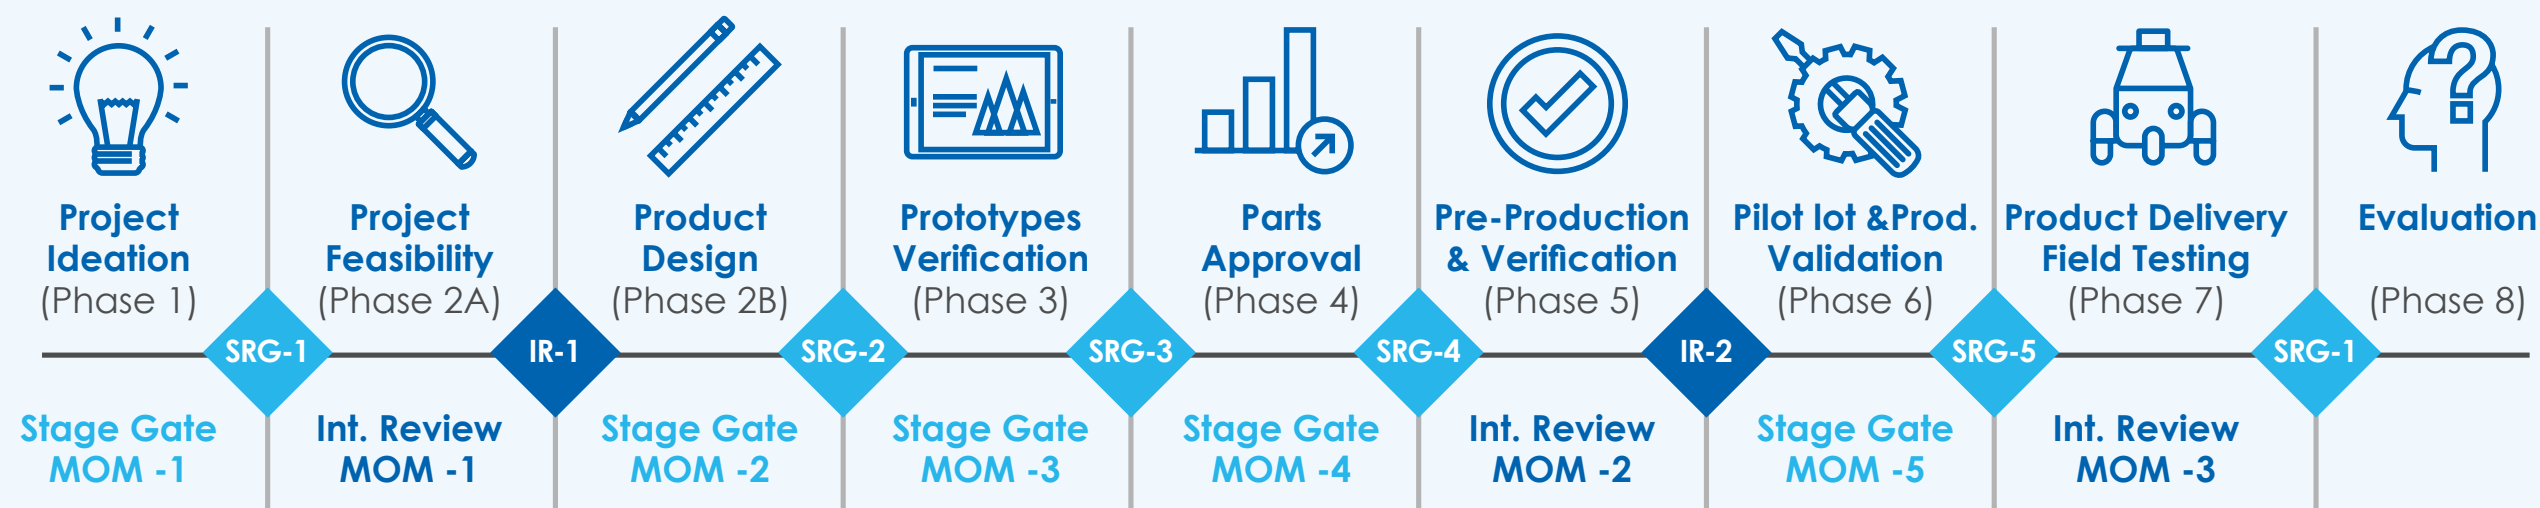 Project
Ideation
(Phase 1)
Project
Feasibility
(Phase 2A)
Product
Design
(Phase 2B)
Prototypes
Verification
(Phase 3)
Parts
Approval
(Phase 4)
Pre-Production
& Verification
(Phase 5)
Pilot lot &Prod.
Validation
(Phase 6)
Product Delivery
Field Testing
(Phase 7)
Evaluation
(Phase 8)
SRG-1
IR-1
SRG-2
SRG-3
SRG-4
IR-2
SRG-5
SRG-1
Stage Gate
MOM -1
Int. Review
MOM -1
Stage Gate
MOM -2
Stage Gate
MOM -3
Stage Gate
MOM -4
Int. Review
MOM -2
Stage Gate
MOM -5
Int. Review
MOM -3